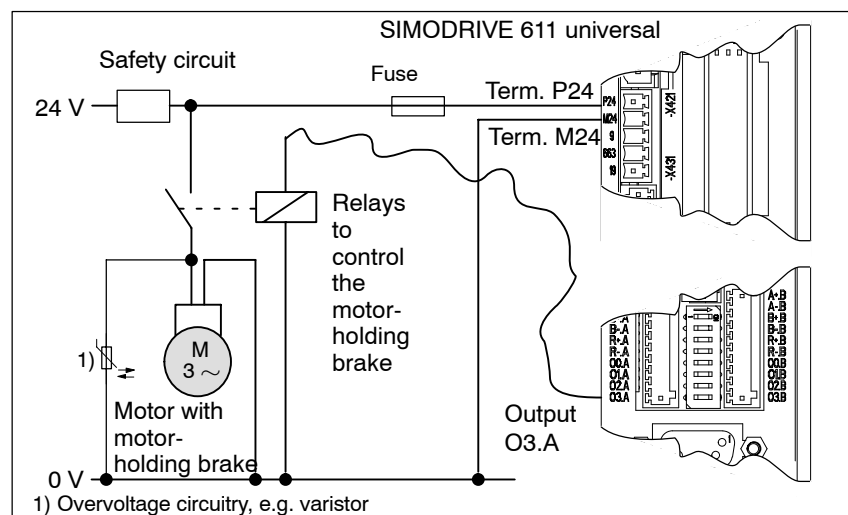 SIMODRIVE 611 universal
Safety circuit
Fuse
Term. P24
24 V
Term. M24
P24
M24
9
663
19
-X421
-X431
Relays
to
control
the
motor-
holding
brake
1)
M
3 ~
Motor with
motor-
holding brake
Output
O3.A
B-.A
R+.A
R-.A
O0.A
O1.A
O2.A
O3.A
A+.B
A-.B
B+.B
B-.B
R+.B
R-.B
O0.B
O1.B
O2.B
O3.B
0 V
1) Overvoltage circuitry, e.g. varistor